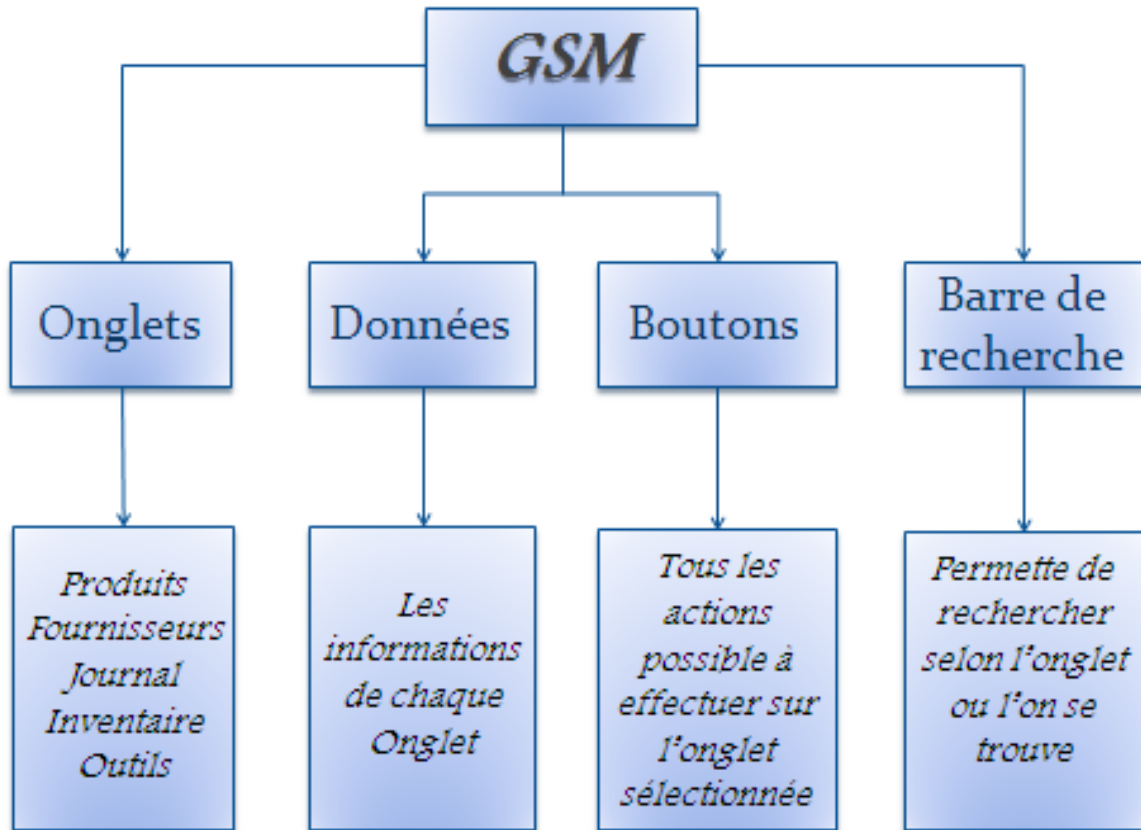 GSM
Onglets
Données
Boutons
Barre de
recherche
Produits
Fournisseurs
Journal
Inventaire
Outils
Les
informations
de chaque
Onglet
Tous les
actions
possible à
effectuer sur
l'onglet
sélectionnée
Permette de
rechercher
selon l'onglet
ou l'on se
trouve